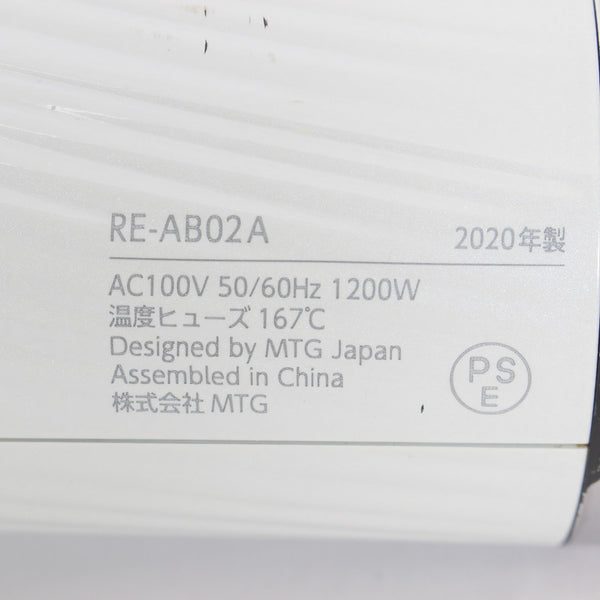 RE-AB02A 2020年製
AC100V 50/60Hz 1200W
温度ヒューズ 167℃
Designed by MTG Japan
Assembled in China
株式会社 MTG
PS
E